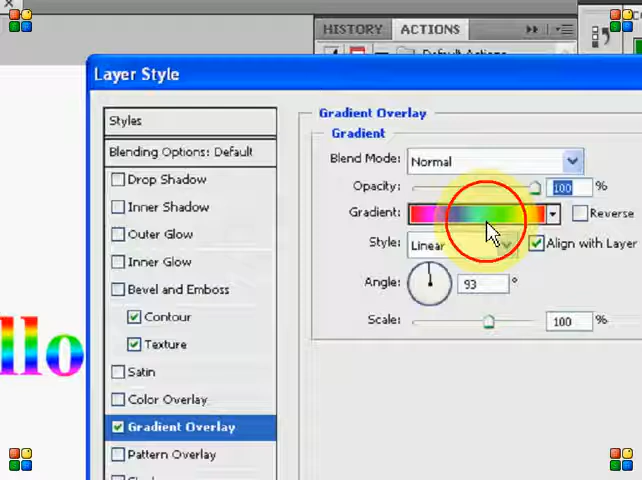 HISTORY ACTIONS
Default Actions
Layer Style
Styles
Blending Options: Default
Drop Shadow
Inner Shadow
Outer Glow
Inner Glow
Bevel and Emboss
Contour
Texture
Satin
Color Overlay
Gradient Overlay
Pattern Overlay
Gradient Overlay
Gradient
Blend Mode: Normal
Opacity: 100 %
Gradient: Reverse
Style: Linear Align with Layer
Angle: 93 °
Scale: 100 %
llo